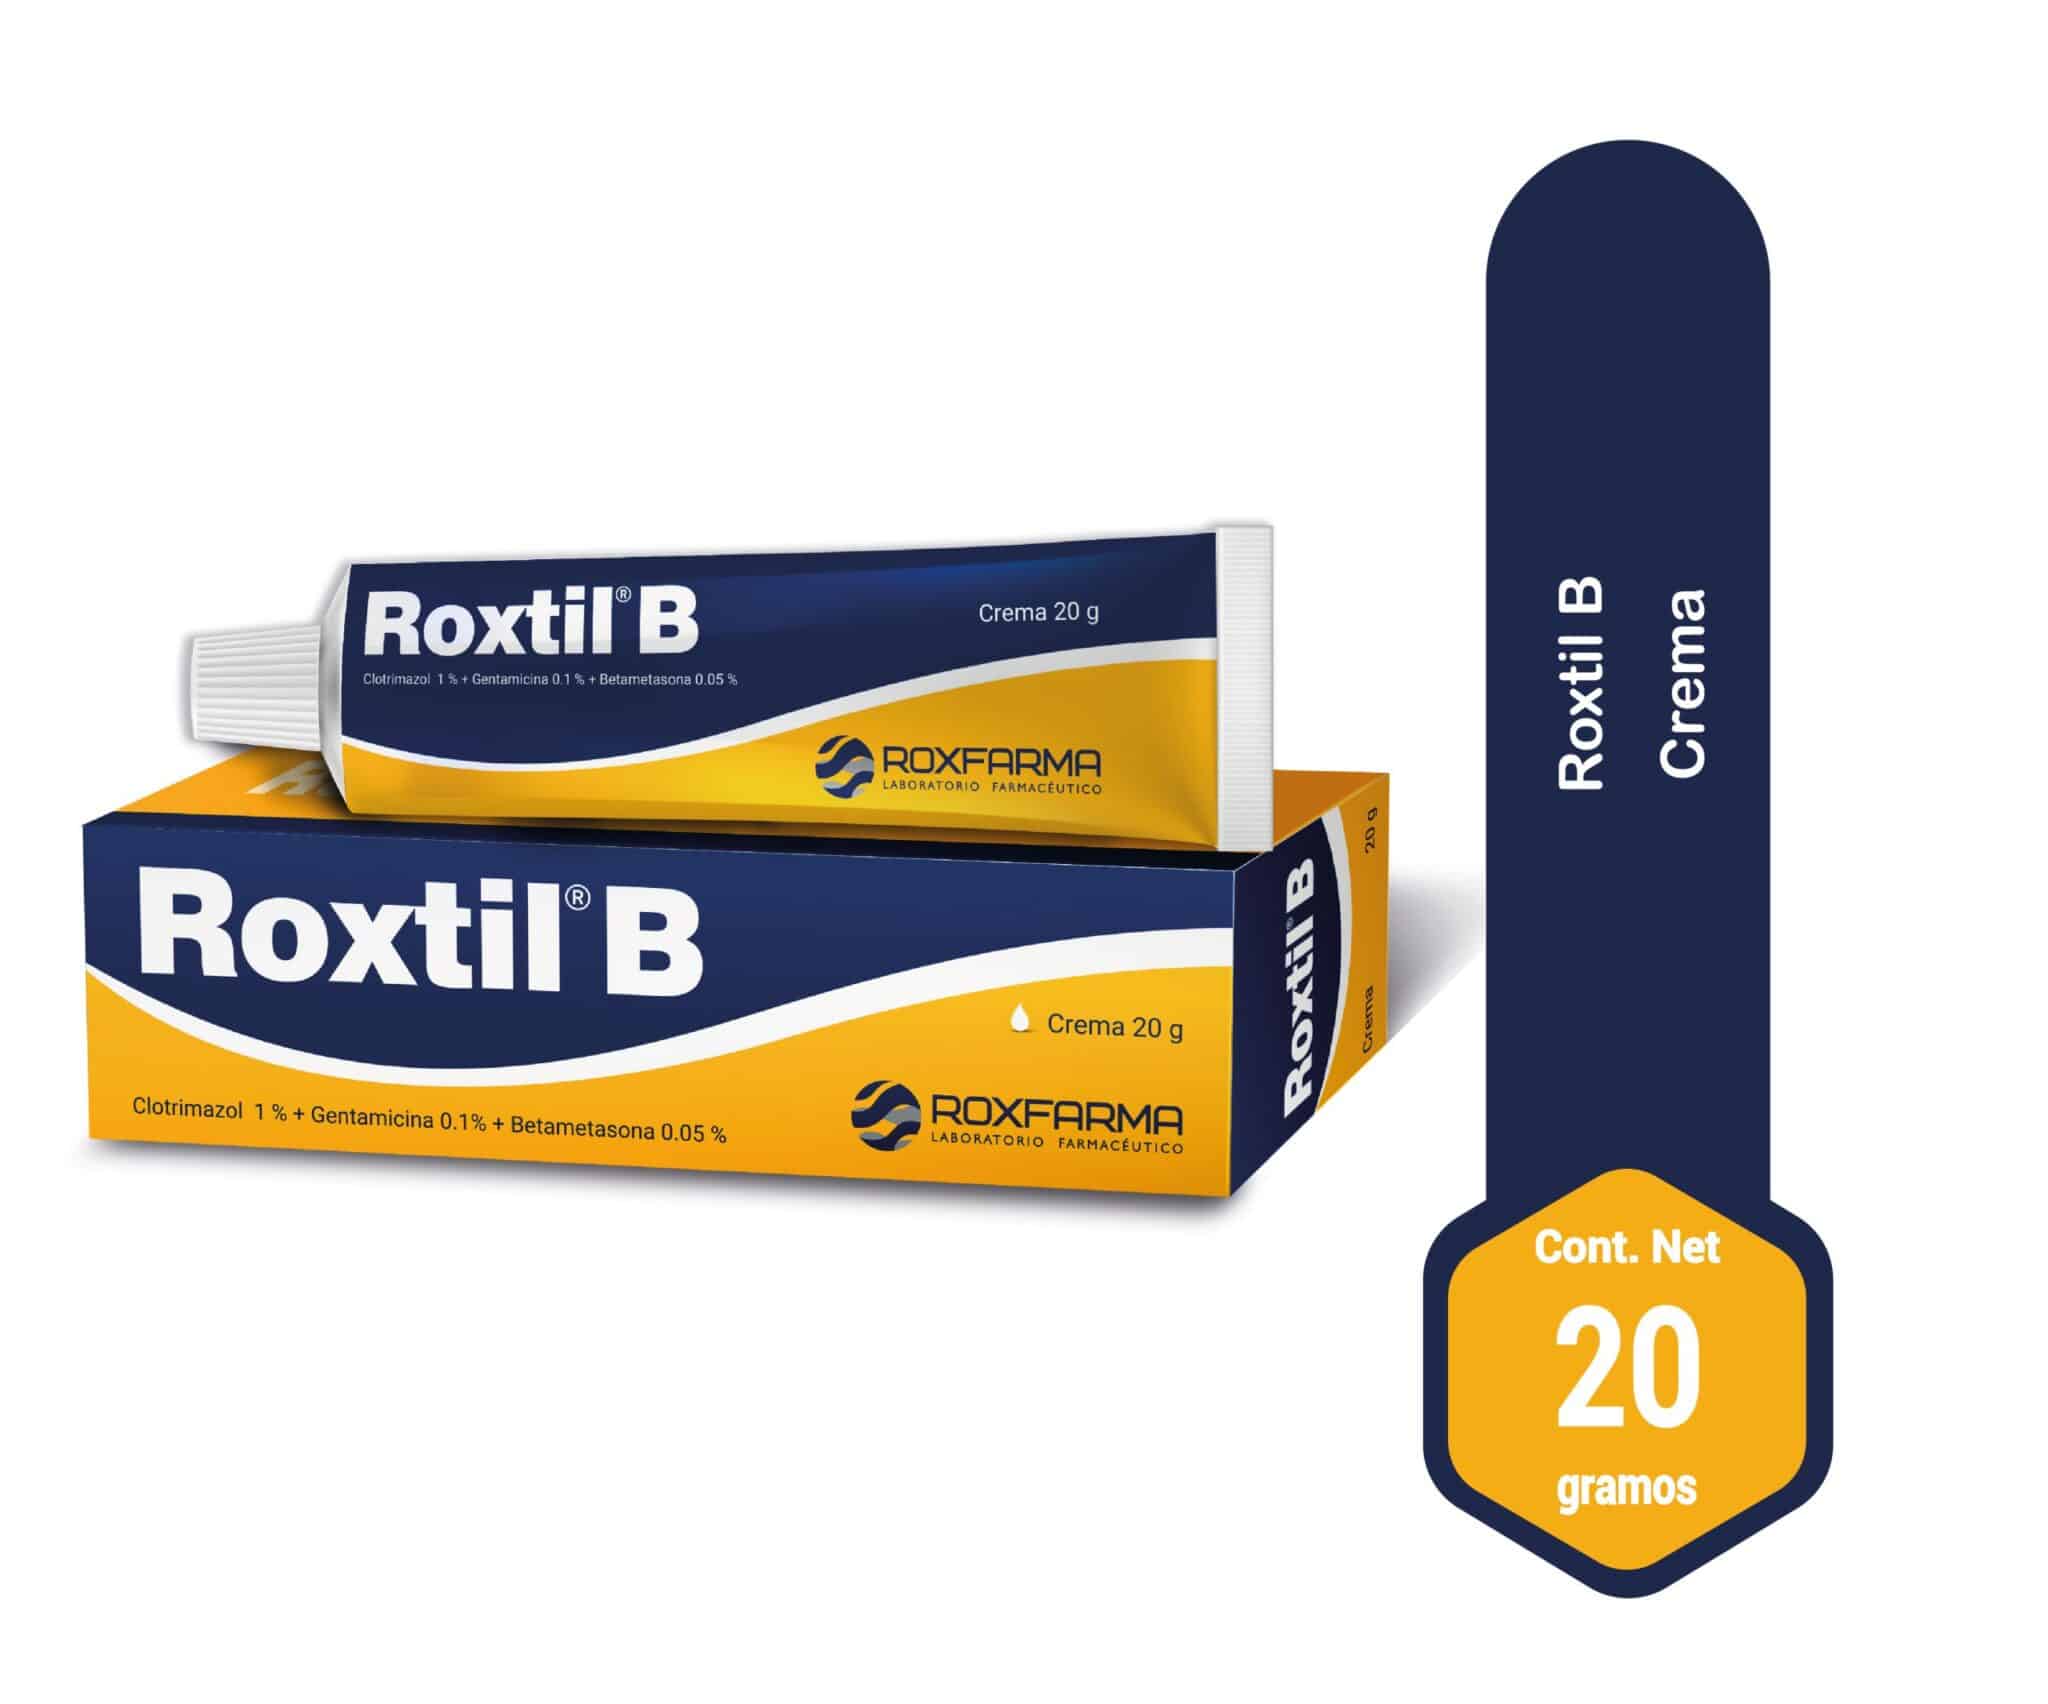 Roxtil® B
Crema 20 g
Clotrimazol 1 % + Gentamicina 0.1 % + Betametasona 0.05 %
ROXFARMA
LABORATORIO FARMACÉUTICO
Roxtil® B
Crema 20 g
Clotrimazol 1 % + Gentamicina 0.1% + Betametasona 0.05 %
ROXFARMA
LABORATORIO FARMACÉUTICO
Roxtil® B
Crema 20 g
Roxtil B
Crema
Cont. Net
20
gramos